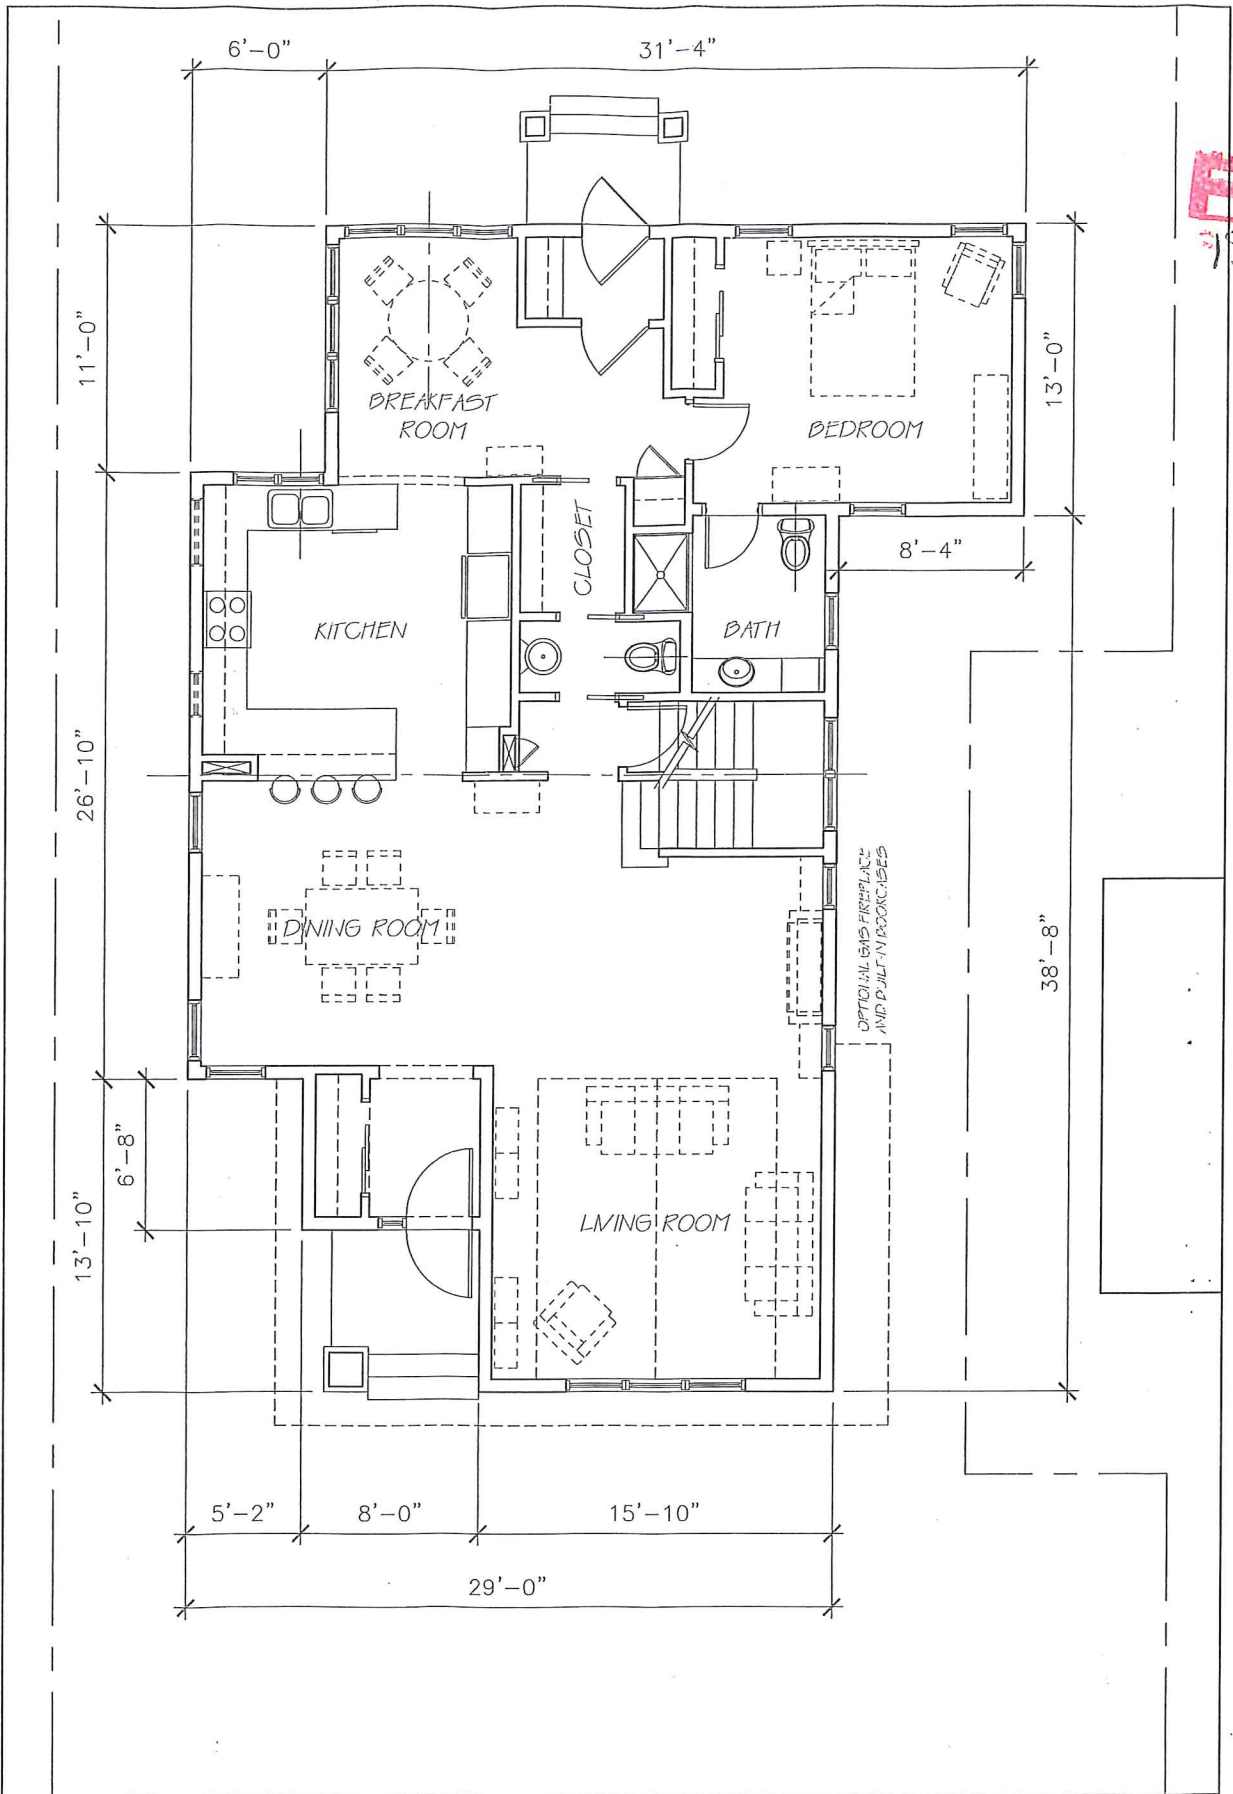 6'-0"
31'-4"
11'-0"
13'-0"
BREAKFAST
ROOM
BEDROOM
CLOSET
8'-4"
KITCHEN
BATH
26'-10"
OPTIONAL GAS FIREPLACE
AND BUILT-IN BOOKCASES
DINING ROOM
38'-8"
6'-8"
13'-10"
LIVING ROOM
5'-2"
8'-0"
15'-10"
29'-0"